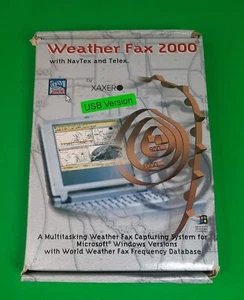 Weather Fax 2000
with NavTex and Telex.
by
XAXERO
USB Version
A Multitasking Weather Fax Capturing System for
Microsoft® Windows Versions
with World Weather Fax Frequency Database